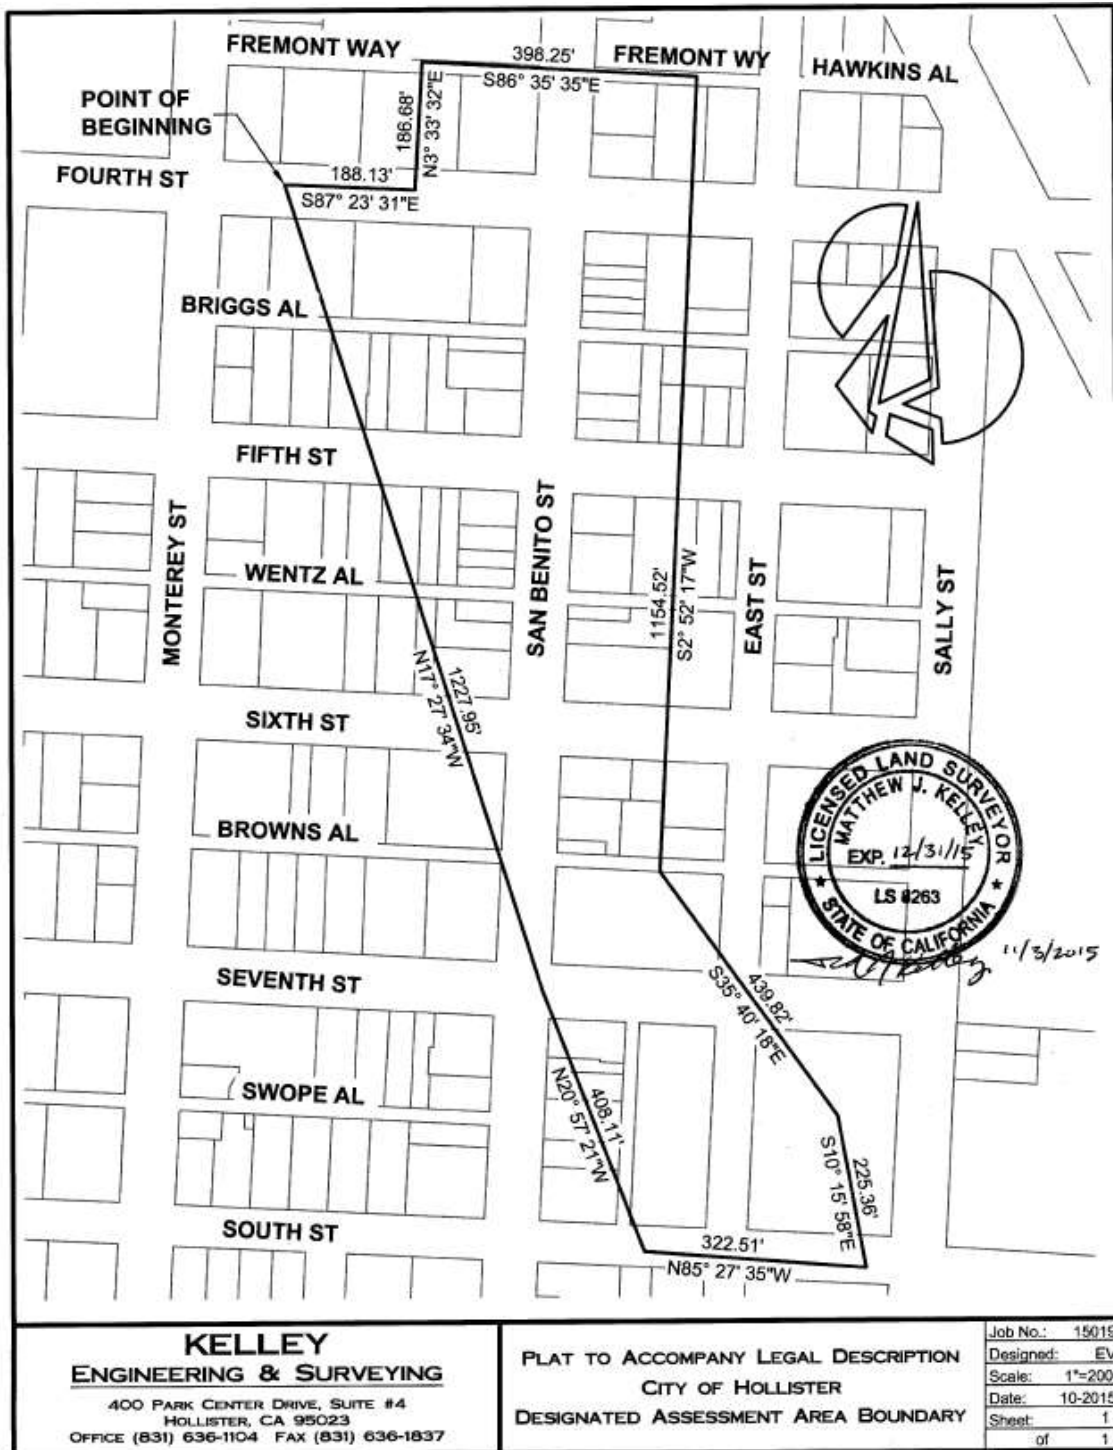 FREMONT WAY
398.25'
S86° 35' 35"E
FREMONT WY
HAWKINS AL
POINT OF
BEGINNING
186.68'
N3° 33' 32"E
188.13'
S87° 23' 31"E
FOURTH ST
BRIGGS AL
FIFTH ST
MONTEREY ST
WENTZ AL
SAN BENITO ST
1154.52'
S2° 52' 17"W
EAST ST
SALLY ST
1227.95'
N17° 27' 34"W
SIXTH ST
BROWNS AL
LICENSED LAND SURVEYOR
MATTHEW J. KELLEY
EXP. 12/31/15
LS 8263
STATE OF CALIFORNIA
11/3/2015
SEVENTH ST
439.82'
S35° 40' 18"E
SWOPE AL
408.11'
N20° 57' 21"W
225.36'
S10° 15' 58"E
SOUTH ST
322.51'
N85° 27' 35"W
KELLEY
ENGINEERING & SURVEYING
400 PARK CENTER DRIVE, SUITE #4
HOLLISTER, CA 95023
OFFICE (831) 636-1104 FAX (831) 636-1837
PLAT TO ACCOMPANY LEGAL DESCRIPTION
CITY OF HOLLISTER
DESIGNATED ASSESSMENT AREA BOUNDARY
Job No.: 15019
Designed: EV
Scale: 1"=200
Date: 10-2015
Sheet: 1
of 1